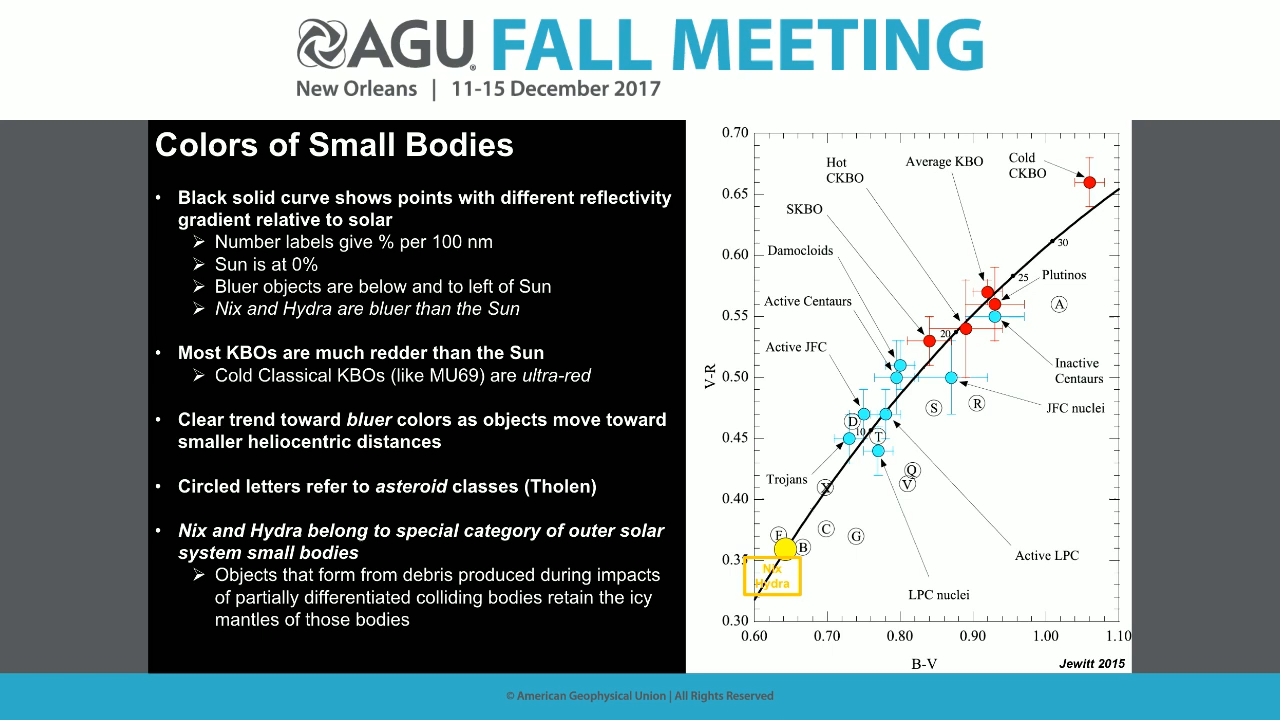 AGU FALL MEETING
New Orleans | 11-15 December 2017
Colors of Small Bodies
• Black solid curve shows points with different reflectivity
gradient relative to solar
➢ Number labels give % per 100 nm
➢ Sun is at 0%
➢ Bluer objects are below and to left of Sun
➢ Nix and Hydra are bluer than the Sun
• Most KBOs are much redder than the Sun
➢ Cold Classical KBOs (like MU69) are ultra-red
• Clear trend toward bluer colors as objects move toward
smaller heliocentric distances
• Circled letters refer to asteroid classes (Tholen)
• Nix and Hydra belong to special category of outer solar
system small bodies
➢ Objects that form from debris produced during impacts
of partially differentiated colliding bodies retain the icy
mantles of those bodies
0.70
0.65
0.60
0.55
0.50
0.45
0.40
0.35
0.30
V-R
Hot
CKBO
Average KBO
Cold
CKBO
SKBO
Damocloids
30
25
Plutinos
Active Centaurs
A
20
Active JFC
Inactive
Centaurs
S
R
JFC nuclei
D
10
T
Trojans
Q
V
X
F
C
G
B
Active LPC
Nix
Hydra
LPC nuclei
0.60 0.70 0.80 0.90 1.00 1.10
B-V
Jewitt 2015
© American Geophysical Union | All Rights Reserved